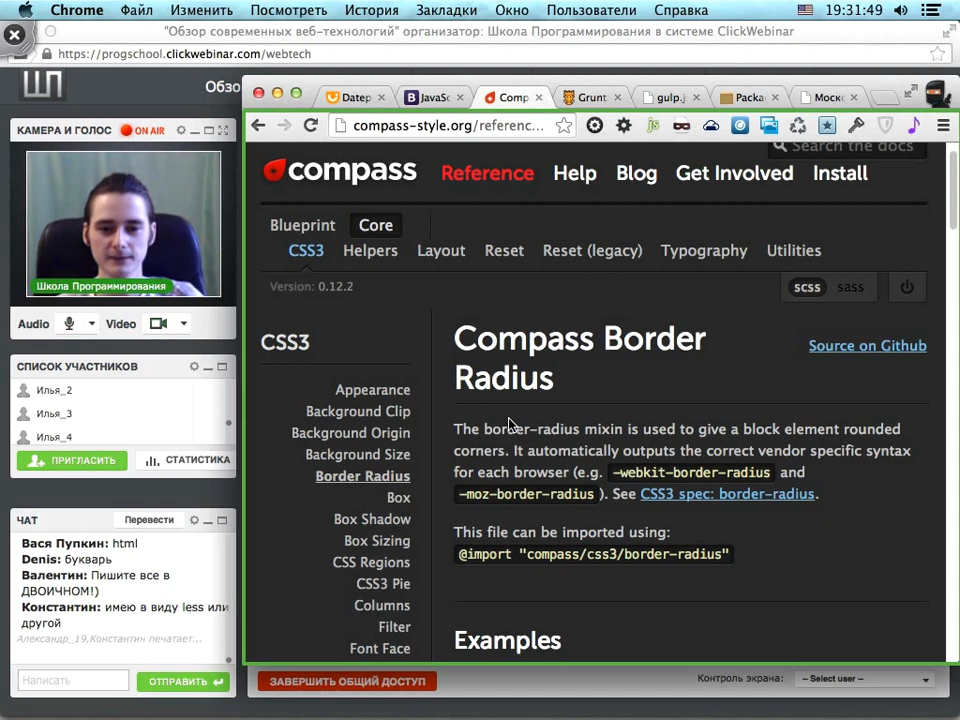 Chrome Файл Изменить Посмотреть История Закладки Окно Пользователи Справка 19:31:49
"Обзор современных веб-технологий" организатор: Школа Программирования в системе ClickWebinar
https://progschool.clickwebinar.com/webtech
ШП Обзо
Datep JavaSc Comp Grunt gulp.j Packa Моск
compass-style.org/referenc...
КАМЕРА И ГОЛОС ON AIR
Школа Программирования
Audio Video
СПИСОК УЧАСТНИКОВ
Илья_2
Илья_3
Илья_4
ПРИГЛАСИТЬ СТАТИСТИКА
ЧАТ Перевести
Вася Пупкин: html
Denis: букварь
Валентин: Пишите все в
ДВОИЧНОМ!)
Константин: имею в виду less или
другой
Александр_19,Константин печатает...
Написать ОТПРАВИТЬ
Search the docs
compass Reference Help Blog Get Involved Install
Blueprint Core
CSS3 Helpers Layout Reset Reset (legacy) Typography Utilities
Version: 0.12.2 scss sass
CSS3
Appearance
Background Clip
Background Origin
Background Size
Border Radius
Box
Box Shadow
Box Sizing
CSS Regions
CSS3 Pie
Columns
Filter
Font Face
Compass Border
Radius
Source on Github
The border-radius mixin is used to give a block element rounded
corners. It automatically outputs the correct vendor specific syntax
for each browser (e.g. -webkit-border-radius and
-moz-border-radius ). See CSS3 spec: border-radius.
This file can be imported using:
@import "compass/css3/border-radius"
Examples
ЗАВЕРШИТЬ ОБЩИЙ ДОСТУП Контроль экрана: -- Select user --